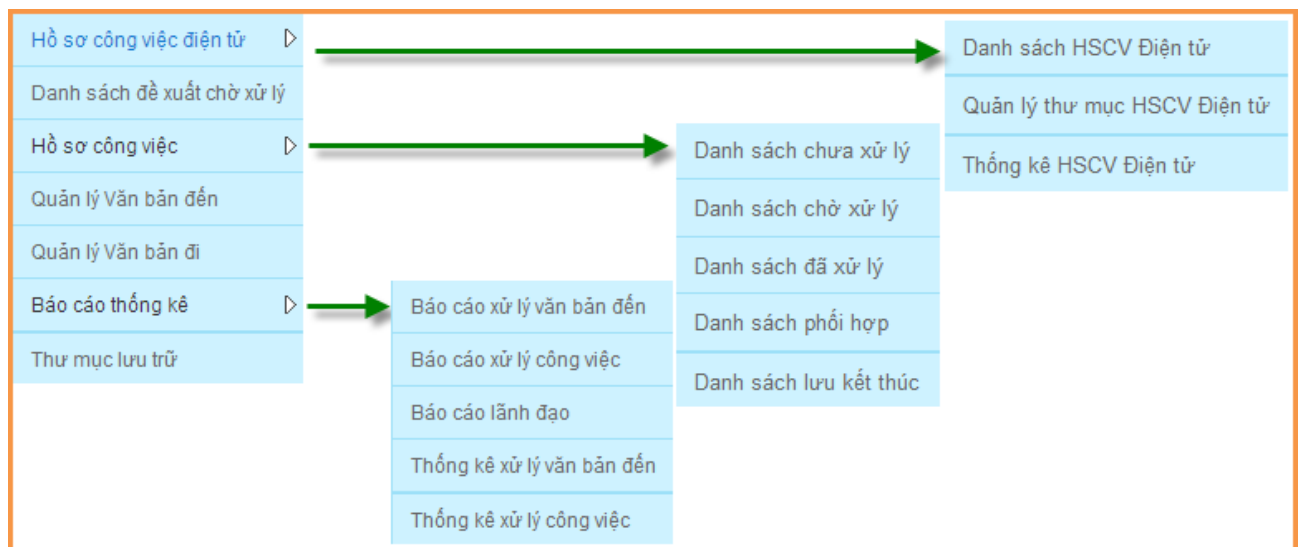 Hồ sơ công việc điện tử
Danh sách đề xuất chờ xử lý
Hồ sơ công việc
Quản lý Văn bản đến
Quản lý Văn bản đi
Báo cáo thống kê
Thư mục lưu trữ
Báo cáo xử lý văn bản đến
Báo cáo xử lý công việc
Báo cáo lãnh đạo
Thống kê xử lý văn bản đến
Thống kê xử lý công việc
Danh sách chưa xử lý
Danh sách chờ xử lý
Danh sách đã xử lý
Danh sách phối hợp
Danh sách lưu kết thúc
Danh sách HSCV Điện tử
Quản lý thư mục HSCV Điện tử
Thống kê HSCV Điện tử